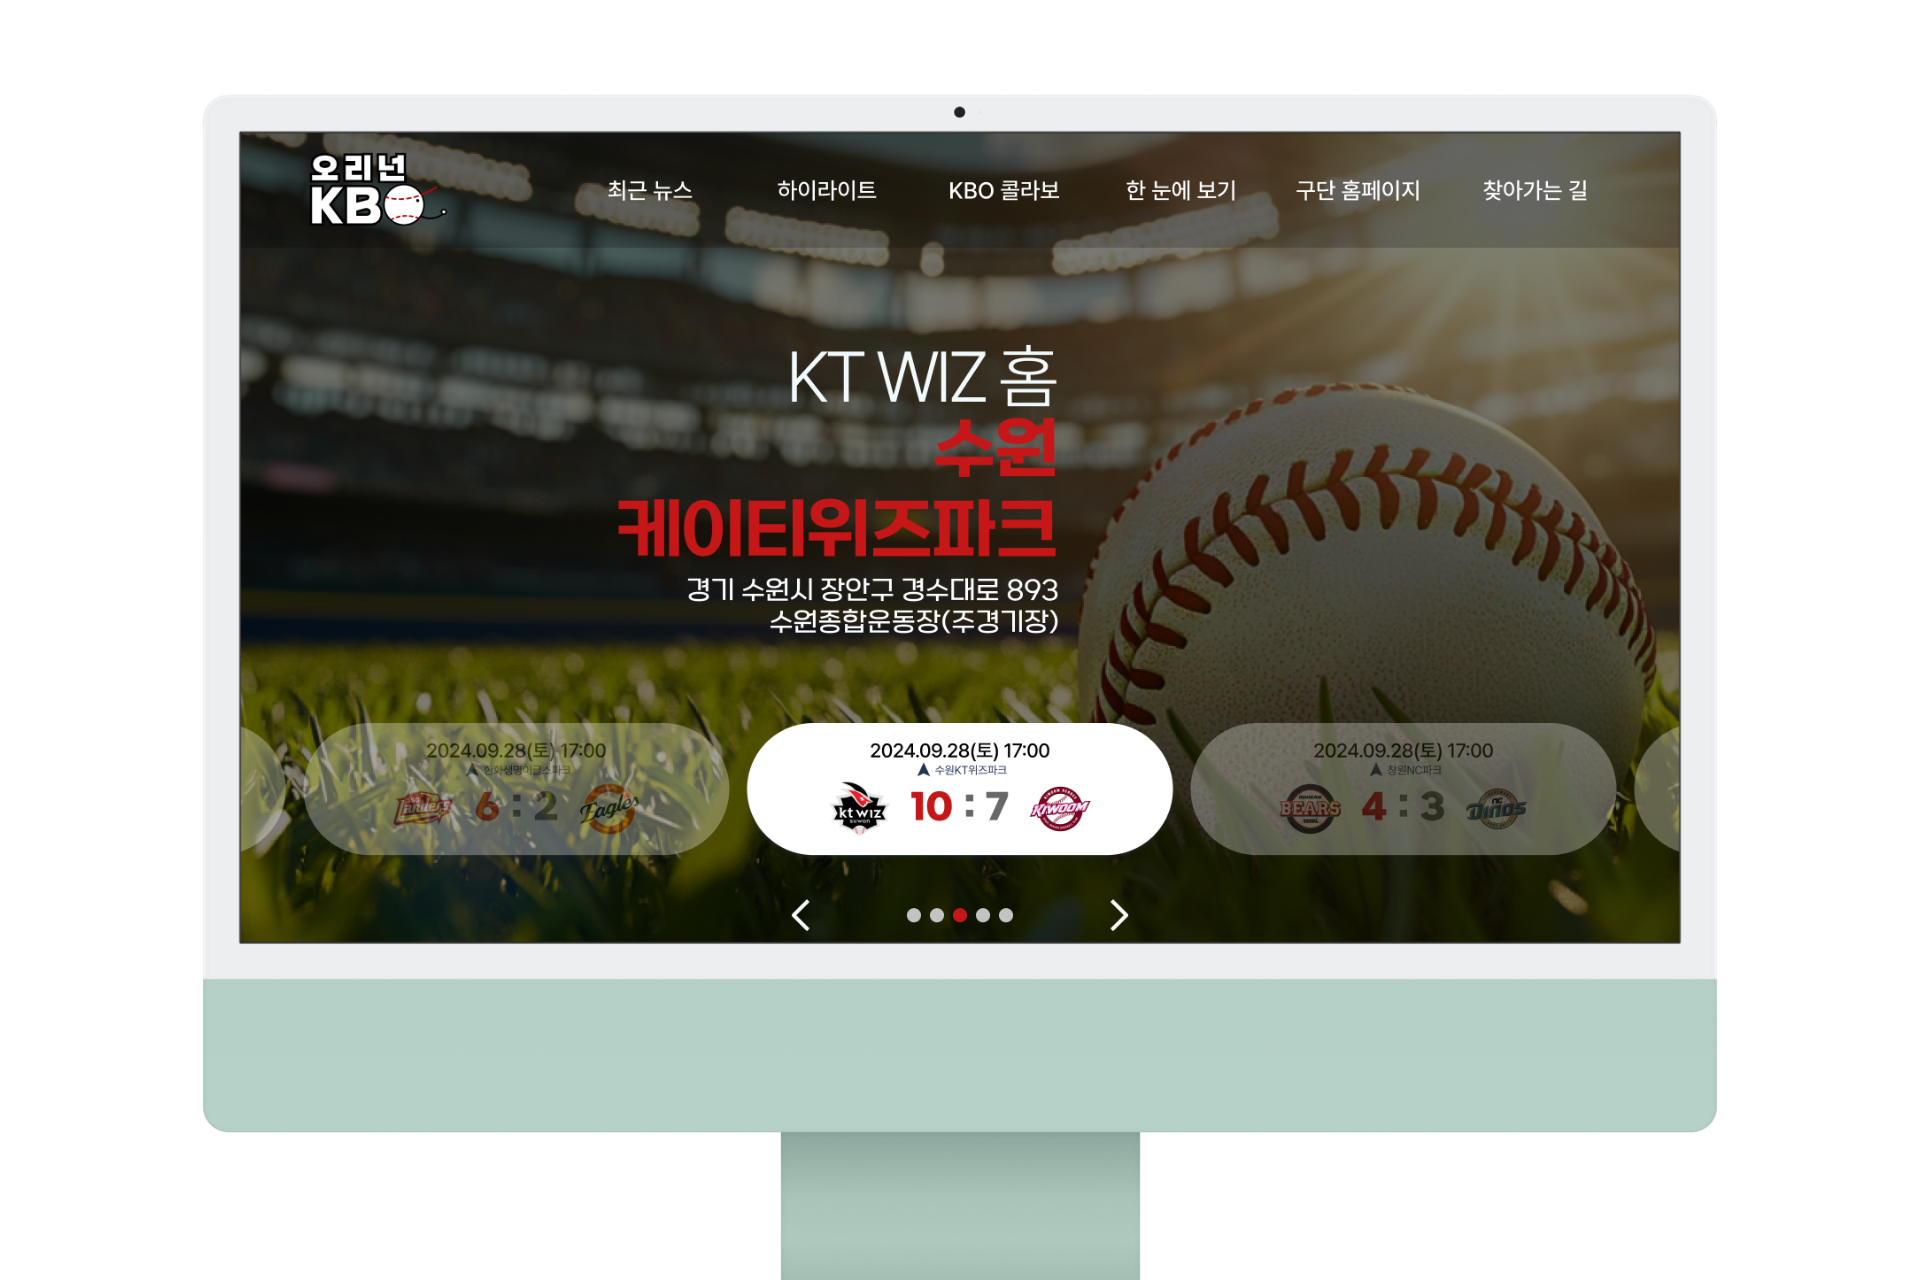 오리넌
KBO
최근 뉴스
하이라이트
KBO 콜라보
한 눈에 보기
구단 홈페이지
찾아가는 길
KT WIZ 홈
수원
케이티위즈파크
경기 수원시 장안구 경수대로 893
수원종합운동장(주경기장)
2024.09.28(토) 17:00
한화생명이글스파크
Landers
6 : 2
Eagles
2024.09.28(토) 17:00
수원KT위즈파크
kt wiz
suwon
10 : 7
KIWOOM
2024.09.28(토) 17:00
창원NC파크
BEARS
4 : 3
NC
Dinos